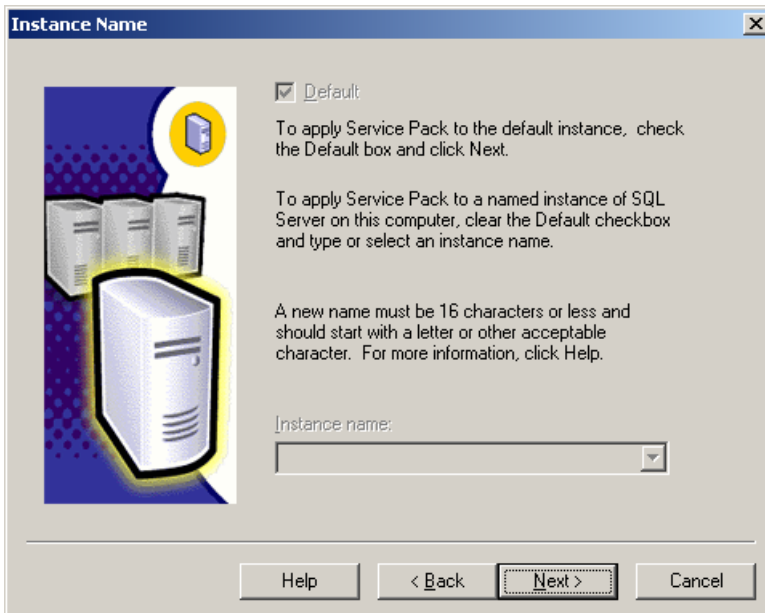 Instance Name
Default
To apply Service Pack to the default instance, check
the Default box and click Next.
To apply Service Pack to a named instance of SQL
Server on this computer, clear the Default checkbox
and type or select an instance name.
A new name must be 16 characters or less and
should start with a letter or other acceptable
character. For more information, click Help.
Instance name:
Help < Back Next > Cancel